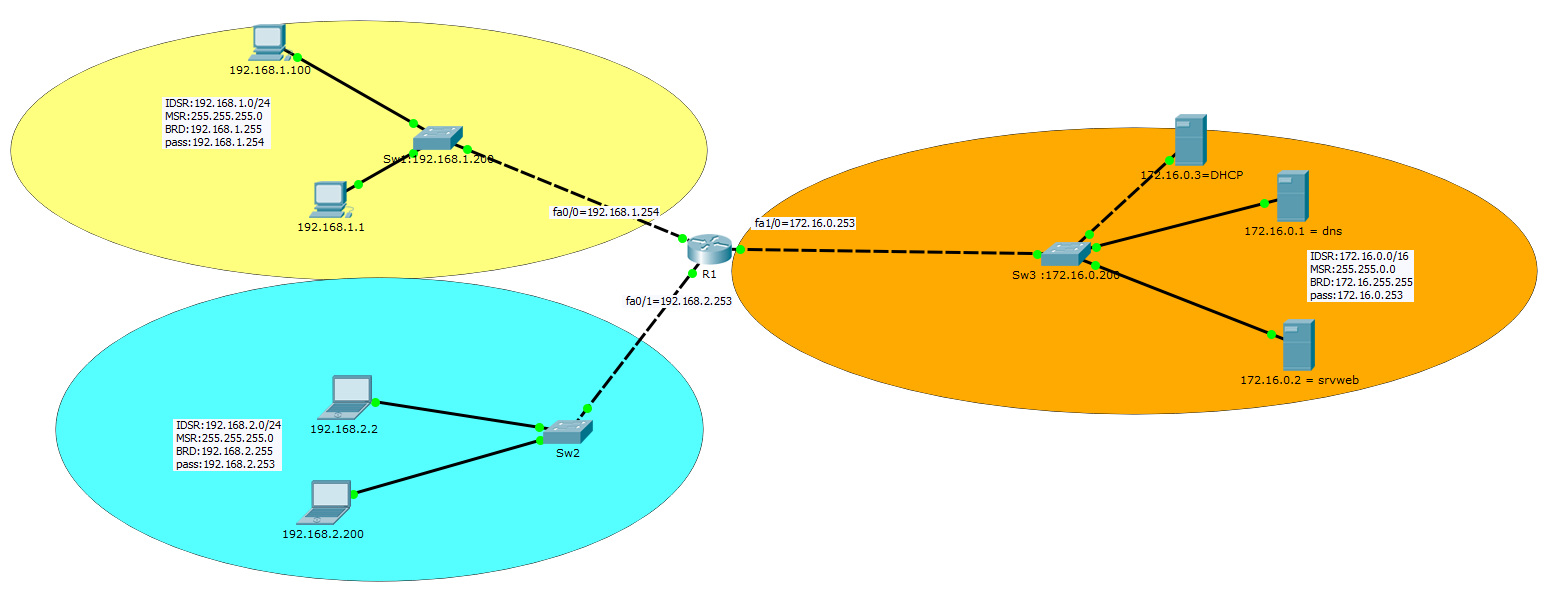 192.168.1.100
IDSR:192.168.1.0/24
MSR:255.255.255.0
BRD:192.168.1.255
pass:192.168.1.254
Sw1:192.168.1.200
192.168.1.1
fa0/0=192.168.1.254
R1
fa0/1=192.168.2.253
fa1/0=172.16.0.253
172.16.0.3=DHCP
172.16.0.1 = dns
Sw3 :172.16.0.200
IDSR:172.16.0.0/16
MSR:255.255.0.0
BRD:172.16.255.255
pass:172.16.0.253
172.16.0.2 = srvweb
192.168.2.2
IDSR:192.168.2.0/24
MSR:255.255.255.0
BRD:192.168.2.255
pass:192.168.2.253
Sw2
192.168.2.200